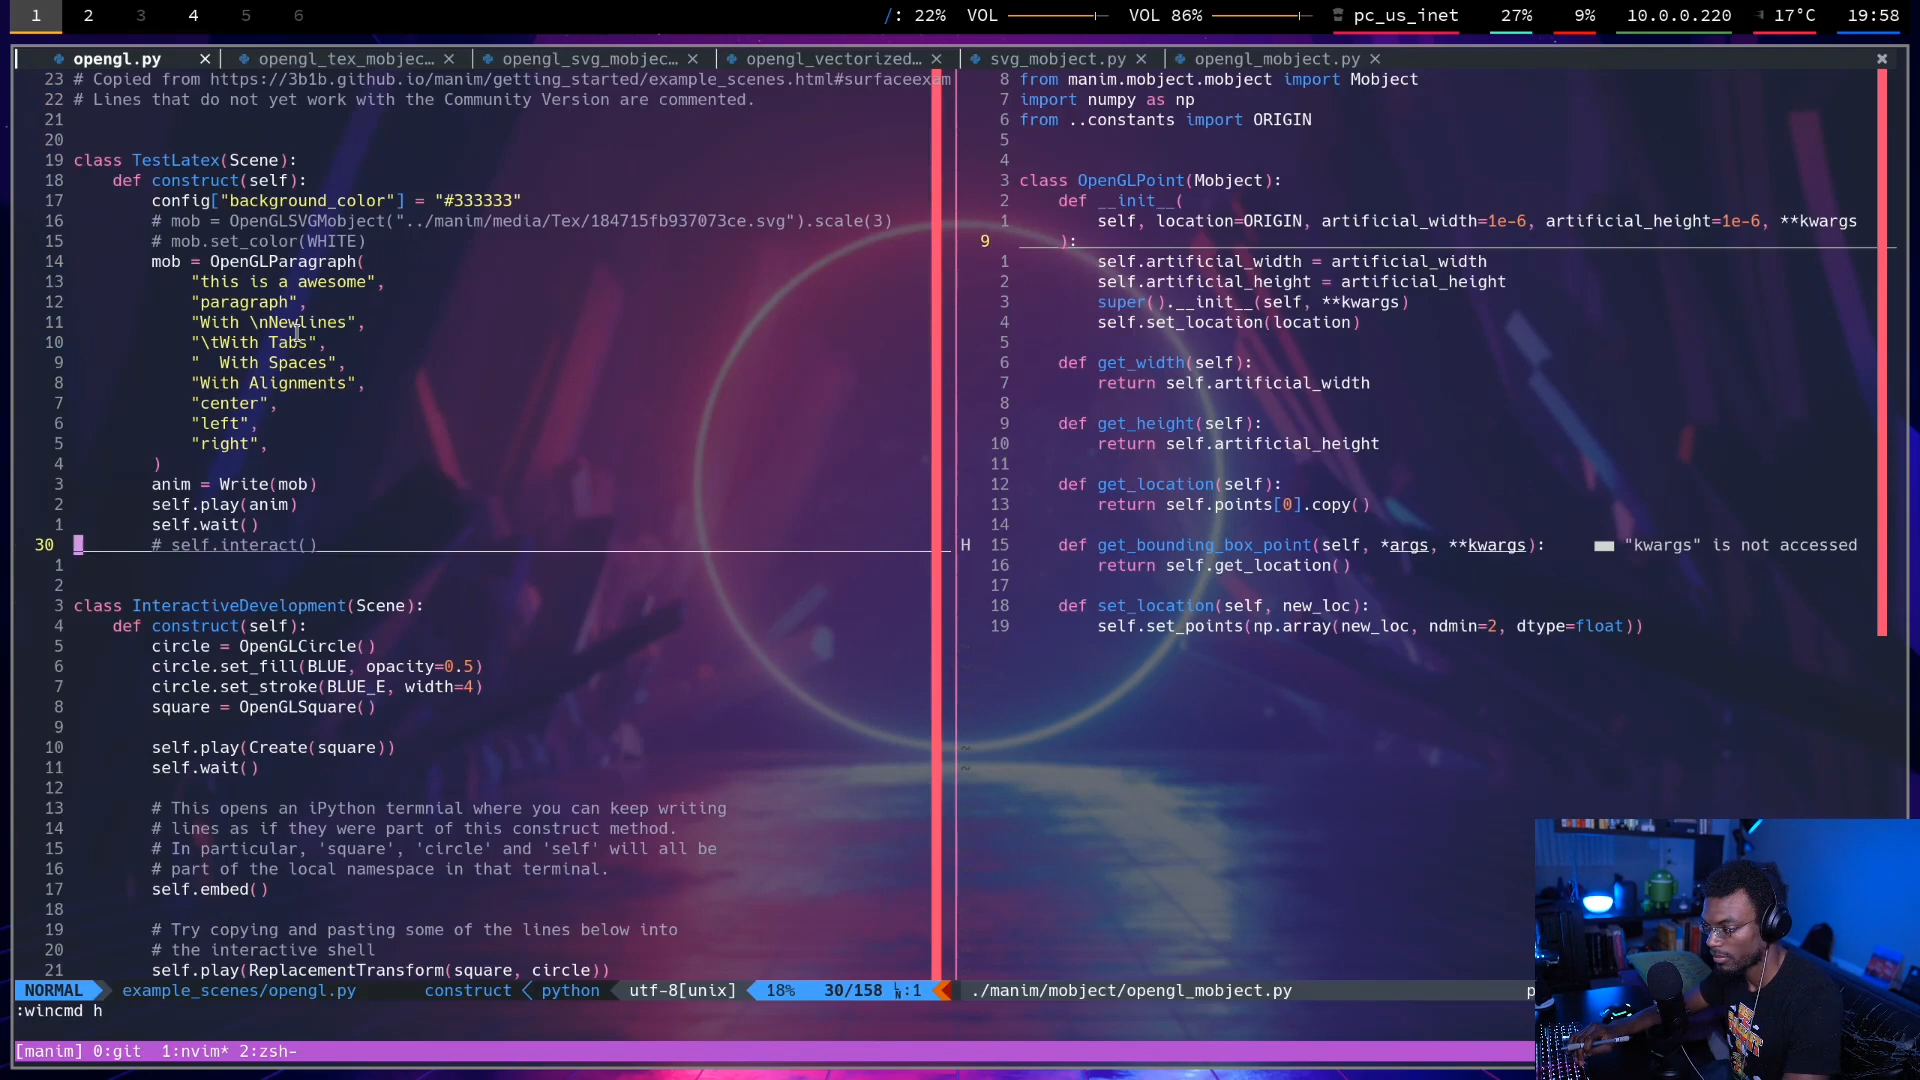 1 2 3 4 5 6 /: 22% VOL VOL 86% pc_us_inet 27% 9% 10.0.0.220 17°C 19:58
opengl.py × opengl_tex_mobjec… × opengl_svg_mobjec… × opengl_vectorized… × svg_mobject.py × opengl_mobject.py ×
23 # Copied from https://3b1b.github.io/manim/getting_started/example_scenes.html#surfaceexam
22 # Lines that do not yet work with the Community Version are commented.
21
20
19 class TestLatex(Scene):
18     def construct(self):
17         config["background_color"] = "#333333"
16         # mob = OpenGLSVGMobject("../manim/media/Tex/184715fb937073ce.svg").scale(3)
15         # mob.set_color(WHITE)
14         mob = OpenGLParagraph(
13             "this is a awesome",
12             "paragraph",
11             "With \nNewlines",
10             "\tWith Tabs",
9             "  With Spaces",
8             "With Alignments",
7             "center",
6             "left",
5             "right",
4         )
3         anim = Write(mob)
2         self.play(anim)
1         self.wait()
30         # self.interact()
1
2
3 class InteractiveDevelopment(Scene):
4     def construct(self):
5         circle = OpenGLCircle()
6         circle.set_fill(BLUE, opacity=0.5)
7         circle.set_stroke(BLUE_E, width=4)
8         square = OpenGLSquare()
9
10         self.play(Create(square))
11         self.wait()
12
13         # This opens an iPython termnial where you can keep writing
14         # lines as if they were part of this construct method.
15         # In particular, 'square', 'circle' and 'self' will all be
16         # part of the local namespace in that terminal.
17         self.embed()
18
19         # Try copying and pasting some of the lines below into
20         # the interactive shell
21         self.play(ReplacementTransform(square, circle))
8 from manim.mobject.mobject import Mobject
7 import numpy as np
6 from ..constants import ORIGIN
5
4
3 class OpenGLPoint(Mobject):
2     def __init__(
1         self, location=ORIGIN, artificial_width=1e-6, artificial_height=1e-6, **kwargs
9     ):
1         self.artificial_width = artificial_width
2         self.artificial_height = artificial_height
3         super().__init__(self, **kwargs)
4         self.set_location(location)
5
6     def get_width(self):
7         return self.artificial_width
8
9     def get_height(self):
10         return self.artificial_height
11
12     def get_location(self):
13         return self.points[0].copy()
14
H 15     def get_bounding_box_point(self, *args, **kwargs): "kwargs" is not accessed
16         return self.get_location()
17
18     def set_location(self, new_loc):
19         self.set_points(np.array(new_loc, ndmin=2, dtype=float))
~
~
~
~
NORMAL example_scenes/opengl.py construct < python utf-8[unix] 18% 30/158 :1 ./manim/mobject/opengl_mobject.py p
:wincmd h
[manim] 0:git 1:nvim* 2:zsh-